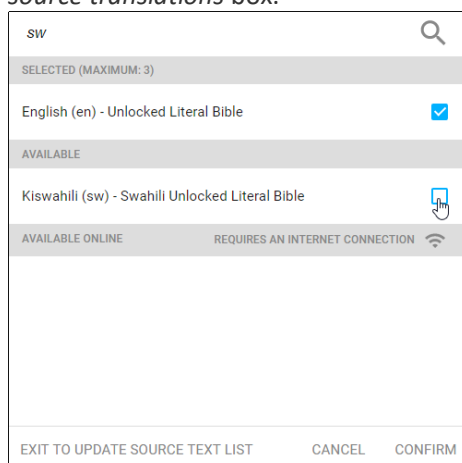 source translations box.
sw
SELECTED (MAXIMUM: 3)
English (en) - Unlocked Literal Bible
AVAILABLE
Kiswahili (sw) - Swahili Unlocked Literal Bible
AVAILABLE ONLINE REQUIRES AN INTERNET CONNECTION
EXIT TO UPDATE SOURCE TEXT LIST CANCEL CONFIRM